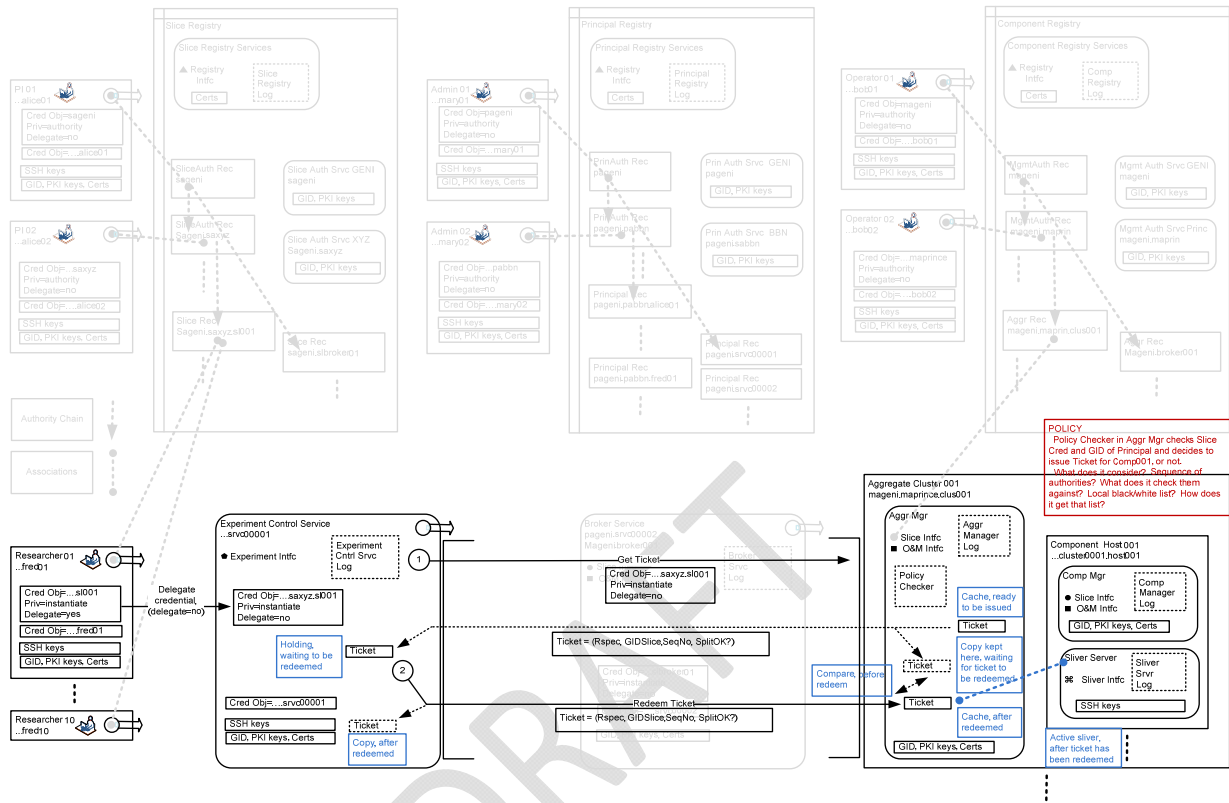 Slice Registry
Slice Registry Services
Registry
Intfc
Certs
Slice
Registry
Log
PI 01
...alice01
Cred Obj=sageni
Priv=authority
Delegate=no
Cred Obj=....alice01
SSH keys
GID, PKI keys, Certs
SliceAuth Rec
sageni
Slice Auth Srvc GENI
sageni
GID, PKI keys
PI 02
...alice02
Cred Obj=...saxyz
Priv=authority
Delegate=no
Cred Obj=....alice02
SSH keys
GID, PKI keys, Certs
SliceAuth Rec
Sageni.saxyz
Slice Auth Srvc XYZ
Sageni.saxyz
GID, PKI keys
Slice Rec
Sageni.saxyz.sl001
Slice Rec
sageni.slbroker01
Authority Chain
Associations
Principal Registry
Principal Registry Services
Registry
Intfc
Certs
Principal
Registry
Log
Admin 01
...mary01
Cred Obj=pageni
Priv=authority
Delegate=no
Cred Obj=....mary01
SSH keys
GID, PKI keys, Certs
PrinAuth Rec
pageni
Prin Auth Srvc GENI
pageni
GID, PKI keys
Admin 02
...mary02
Cred Obj=...pabbn
Priv=authority
Delegate=no
Cred Obj=....mary02
SSH keys
GID, PKI keys, Certs
PrinAuth Rec
pageni.pabbn
Prin Auth Srvc BBN
pageni.sabbn
GID, PKI keys
Principal Rec
pageni.pabbn.alice01
Principal Rec
pageni.srvc00001
Principal Rec
pageni.pabbn.fred01
Principal Rec
pageni.srvc00002
Component Registry
Component Registry Services
Registry
Intfc
Certs
Comp
Registry
Log
Operator 01
...bob01
Cred Obj=mageni
Priv=authority
Delegate=no
Cred Obj=....bob01
SSH keys
GID, PKI keys, Certs
MgmtAuth Rec
mageni
Mgmt Auth Srvc GENI
mageni
GID, PKI keys
Operator 02
...bob02
Cred Obj=...maprince
Priv=authority
Delegate=no
Cred Obj=....bob02
SSH keys
GID, PKI keys, Certs
MgmtAuth Rec
mageni.maprin
Mgmt Auth Srvc Princ
mageni.maprin
GID, PKI keys
Aggr Rec
mageni.maprin.clus001
Aggr Rec
Mageni.broker001
POLICY
Policy Checker in Aggr Mgr checks Slice
Cred and GID of Principal and decides to
issue Ticket for Comp001, or not.
What does it consider? Sequence of
authorities? What does it check them
against? Local black/white list? How does
it get that list?
Researcher 01
...fred01
Cred Obj=...sl001
Priv=instantiate
Delegate=yes
Cred Obj=....fred01
SSH keys
GID, PKI keys, Certs
Researcher 10
...fred10
Delegate
credential,
(delegate=no)
Experiment Control Service
...srvc00001
Experiment Intfc
Experiment
Cntrl Srvc
Log
Cred Obj=...saxyz.sl001
Priv=instantiate
Delegate=no
Holding,
waiting to be
redeemed
Ticket
Cred Obj=....srvc00001
SSH keys
GID, PKI keys, Certs
Ticket
Copy, after
redeemed
1
2
Get Ticket
Cred Obj=...saxyz.sl001
Priv=instantiate
Delegate=no
Ticket = (Rspec, GIDSlice,SeqNo, SplitOK?)
Redeem Ticket
Ticket = (Rspec, GIDSlice,SeqNo, SplitOK?)
Broker Service
...pageni.srvc00002
GID, PKI keys, Certs
DRAFT
Compare, before
redeem
Aggregate Cluster 001
mageni.maprince.clus001
Aggr Mgr
Slice Intfc
O&M Intfc
Aggr
Manager
Log
Policy
Checker
Cache, ready
to be issued
Ticket
Ticket
Copy kept
here, waiting
for ticket to
be redeemed
Ticket
Cache, after
redeemed
GID, PKI keys, Certs
Component Host 001
...cluster0001,host001
Comp Mgr
Slice Intfc
O&M Intfc
Comp
Manager
Log
GID, PKI keys, Certs
Sliver Server
Sliver Intfc
Sliver
Srvr
Log
SSH keys
Active sliver,
after ticket has
been redeemed